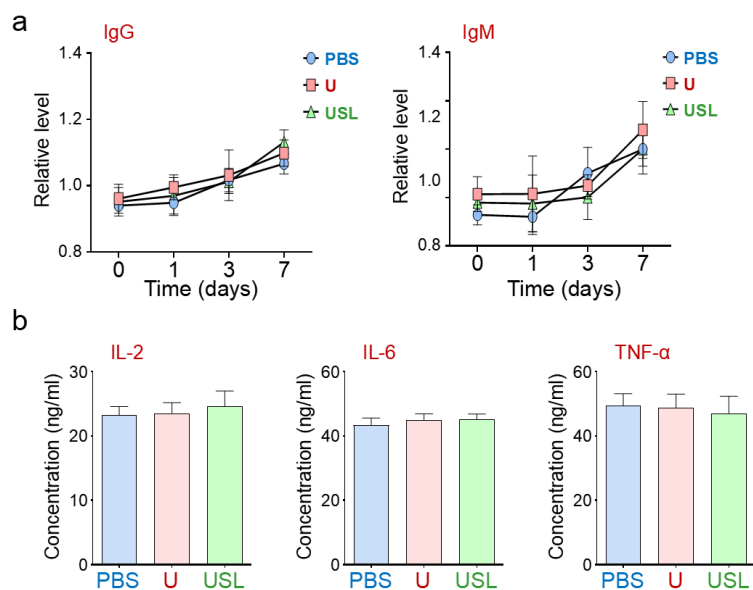 a
IgG
Relative level
1.4
1.2
1.0
0.8
0
1
3
7
Time (days)
PBS
U
USL
IgM
Relative level
1.4
1.2
1.0
0.8
0
1
3
7
Time (days)
PBS
U
USL
b
IL-2
Concentration (ng/ml)
30
20
10
0
PBS
U
USL
IL-6
Concentration (ng/ml)
60
40
20
0
PBS
U
USL
TNF-α
Concentration (ng/ml)
60
40
20
0
PBS
U
USL